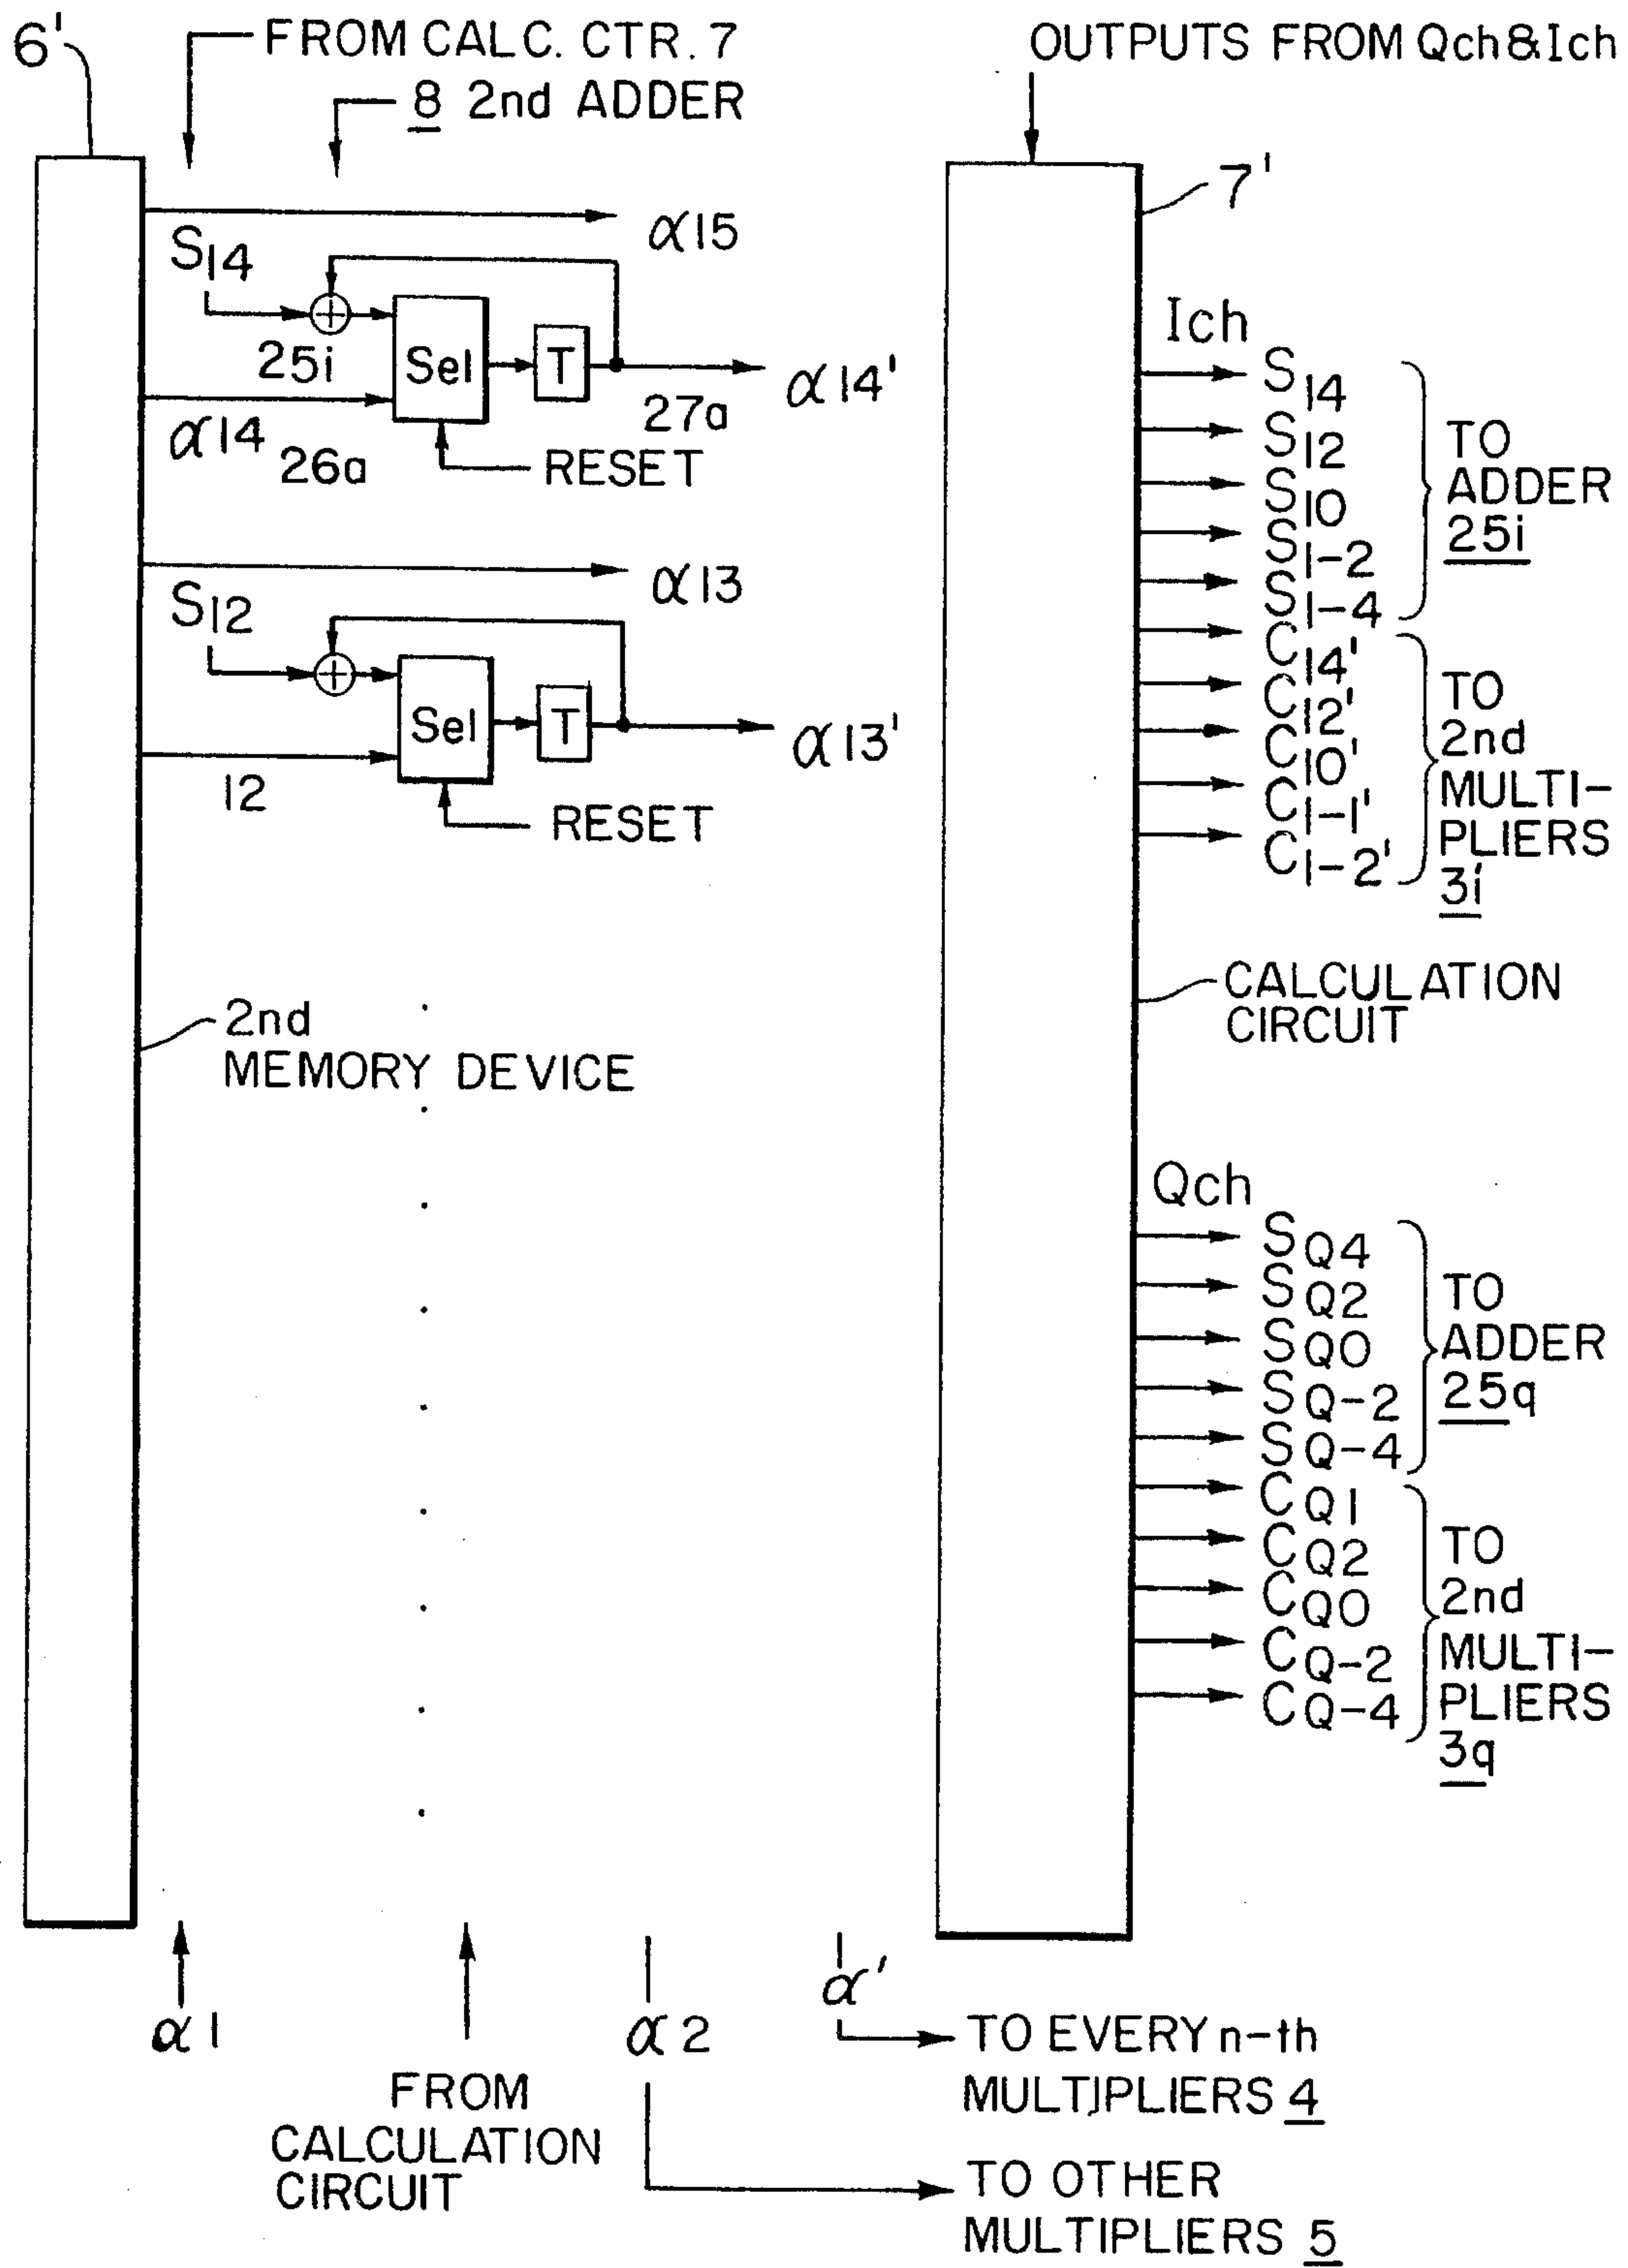 6'
FROM CALC. CTR. 7
8 2nd ADDER
α15
S14
25i
Sel
T
α14'
27a
α14
26a
RESET
α13
S12
Sel
T
α13'
12
RESET
2nd
MEMORY DEVICE
α1
FROM
CALCULATION
CIRCUIT
α2
α'
TO EVERY n-th
MULTIPLIERS 4
TO OTHER
MULTIPLIERS 5
OUTPUTS FROM Qch&Ich
7'
Ich
S14
S12
S10
S1-2
S1-4
TO
ADDER
25i
C14'
C12'
C10'
C1-1'
C1-2'
TO
2nd
MULTI-
PLIERS
3i
CALCULATION
CIRCUIT
Qch
SQ4
SQ2
SQ0
SQ-2
SQ-4
TO
ADDER
25q
CQ1
CQ2
CQ0
CQ-2
CQ-4
TO
2nd
MULTI-
PLIERS
3q